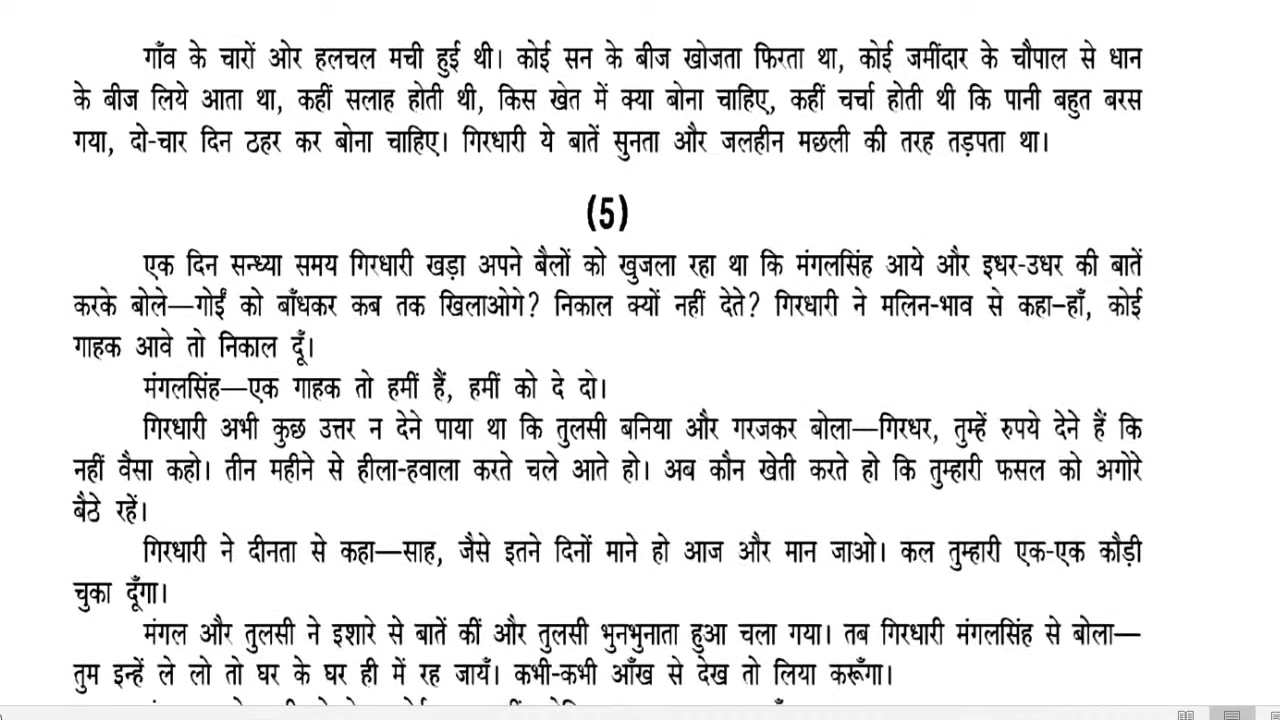 गाँव के चारों ओर हलचल मची हुई थी। कोई सन के बीज खोजता फिरता था, कोई जमींदार के चौपाल से धान
के बीज लिये आता था, कहीं सलाह होती थी, किस खेत में क्या बोना चाहिए, कहीं चर्चा होती थी कि पानी बहुत बरस
गया, दो-चार दिन ठहर कर बोना चाहिए। गिरधारी ये बातें सुनता और जलहीन मछली की तरह तड़पता था।
(5)
एक दिन सन्ध्या समय गिरधारी खड़ा अपने बैलों को खुजला रहा था कि मंगलसिंह आये और इधर-उधर की बातें
करके बोले—गोईं को बाँधकर कब तक खिलाओगे? निकाल क्यों नहीं देते? गिरधारी ने मलिन-भाव से कहा–हाँ, कोई
गाहक आवे तो निकाल दूँ।
मंगलसिंह—एक गाहक तो हमीं हैं, हमीं को दे दो।
गिरधारी अभी कुछ उत्तर न देने पाया था कि तुलसी बनिया और गरजकर बोला—गिरधर, तुम्हें रुपये देने हैं कि
नहीं वैसा कहो। तीन महीने से हीला-हवाला करते चले आते हो। अब कौन खेती करते हो कि तुम्हारी फसल को अगोरे
बैठे रहें।
गिरधारी ने दीनता से कहा—साह, जैसे इतने दिनों माने हो आज और मान जाओ। कल तुम्हारी एक-एक कौड़ी
चुका दूँगा।
मंगल और तुलसी ने इशारे से बातें कीं और तुलसी भुनभुनाता हुआ चला गया। तब गिरधारी मंगलसिंह से बोला—
तुम इन्हें ले लो तो घर के घर ही में रह जायँ। कभी-कभी आँख से देख तो लिया करूँगा।